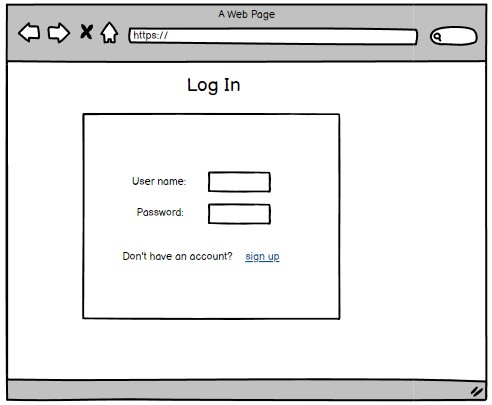 A Web Page
https://
Log In
User name:
Password:
Don't have an account? sign up